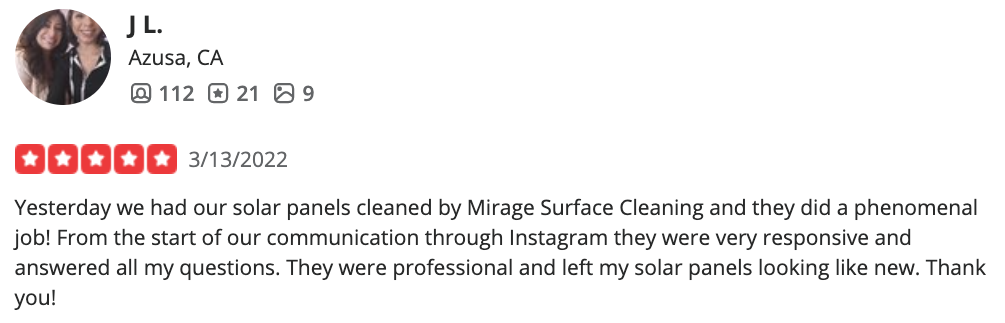 J L.
Azusa, CA
112 21 9
3/13/2022
Yesterday we had our solar panels cleaned by Mirage Surface Cleaning and they did a phenomenal
job! From the start of our communication through Instagram they were very responsive and
answered all my questions. They were professional and left my solar panels looking like new. Thank
you!